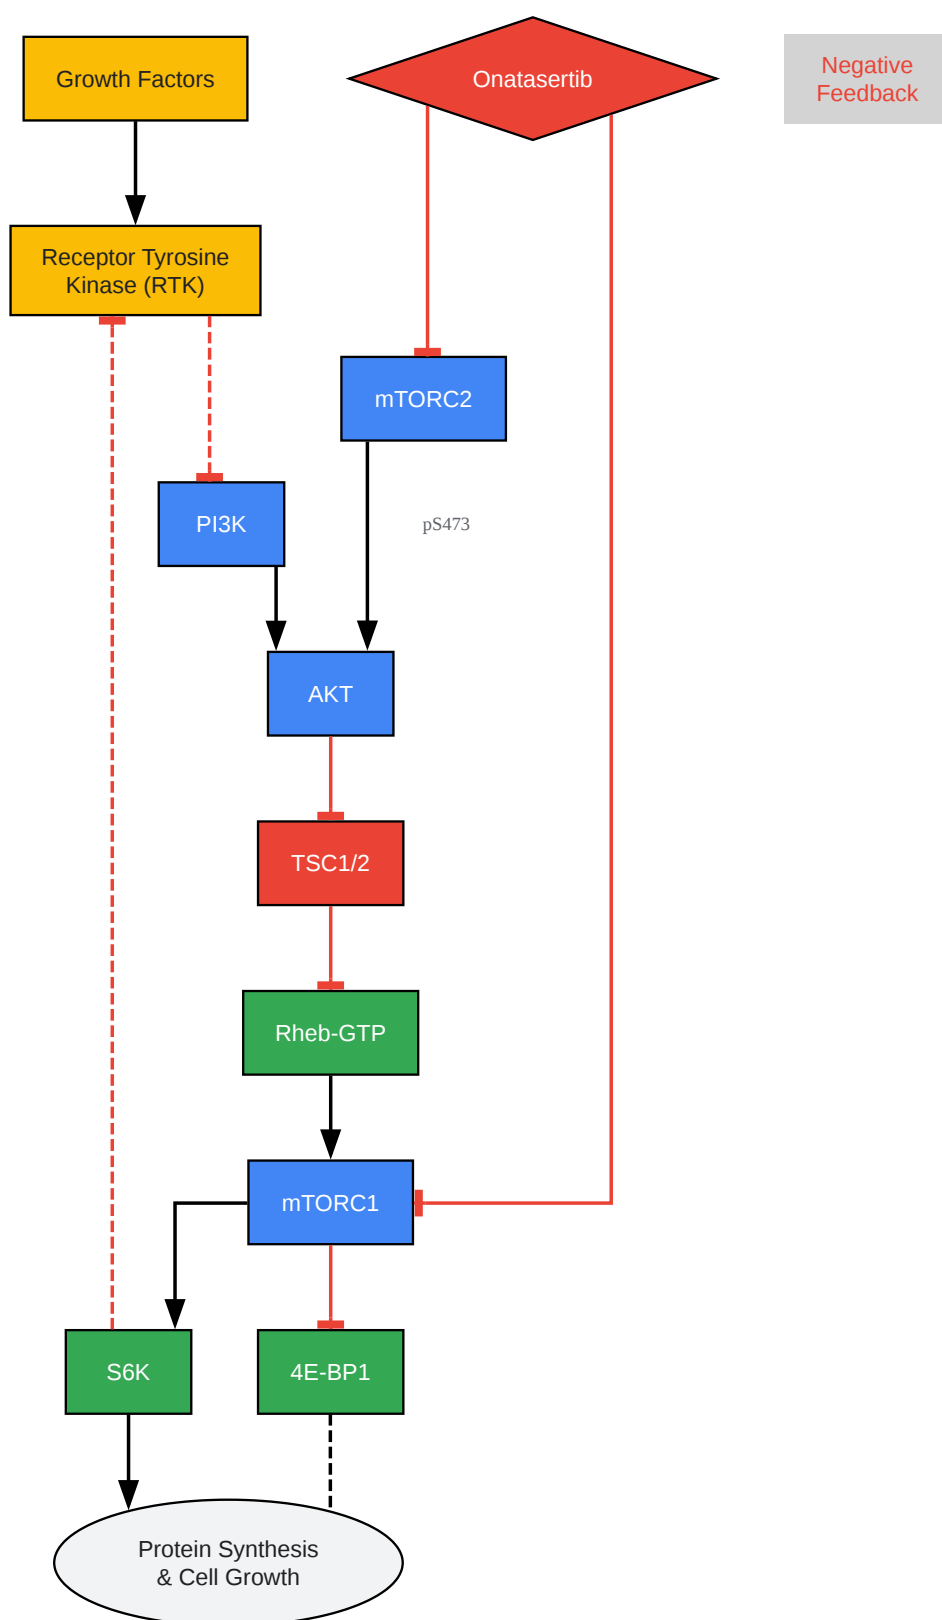 Growth Factors
Onatasertib
Negative
Feedback
Receptor Tyrosine
Kinase (RTK)
mTORC2
PI3K
pS473
AKT
TSC1/2
Rheb-GTP
mTORC1
S6K
4E-BP1
Protein Synthesis
& Cell Growth